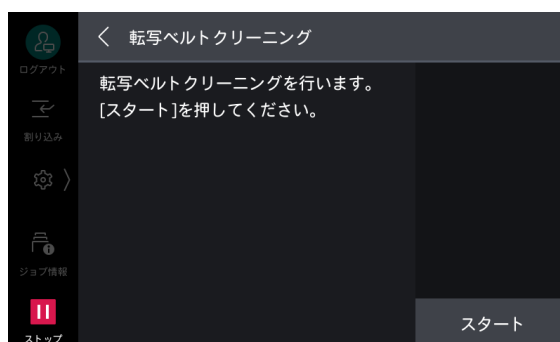 転写ベルトクリーニング
ログアウト
転写ベルトクリーニングを行います。
[スタート]を押してください。
割り込み
ジョブ情報
ストップ
スタート